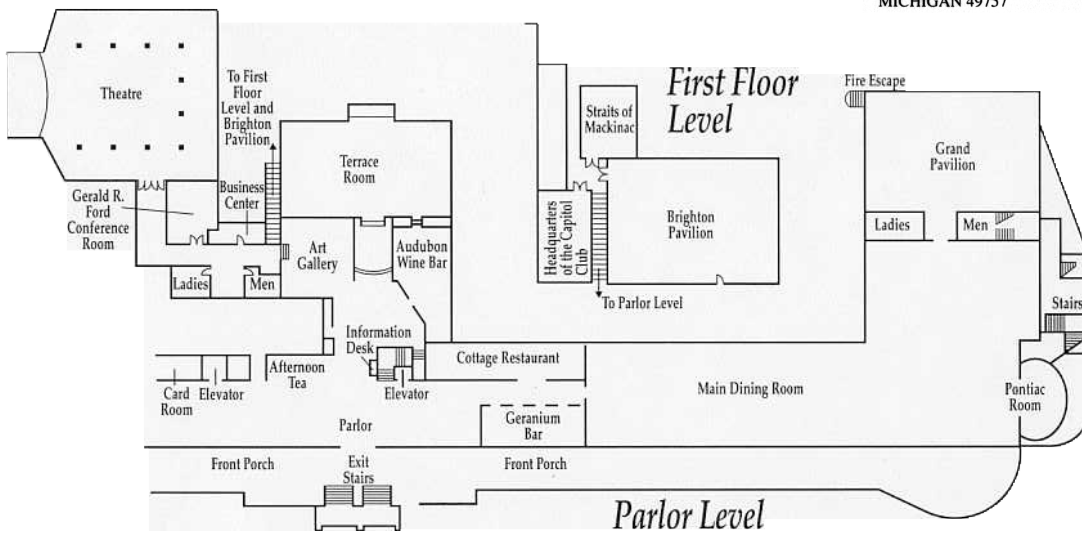 MICHIGAN 49757
Theatre
To First
Floor
Level and
Brighton
Pavilion
First Floor
Level
Fire Escape
Straits of
Mackinac
Grand
Pavilion
Terrace
Room
Gerald R.
Ford
Conference
Room
Business
Center
Art
Gallery
Audubon
Wine Bar
Headquarters
of the Capitol
Club
Brighton
Pavilion
Ladies
Men
Ladies
Men
To Parlor Level
Stairs
Information
Desk
Cottage Restaurant
Afternoon
Tea
Card
Room
Elevator
Elevator
Main Dining Room
Pontiac
Room
Parlor
Geranium
Bar
Front Porch
Exit
Stairs
Front Porch
Parlor Level